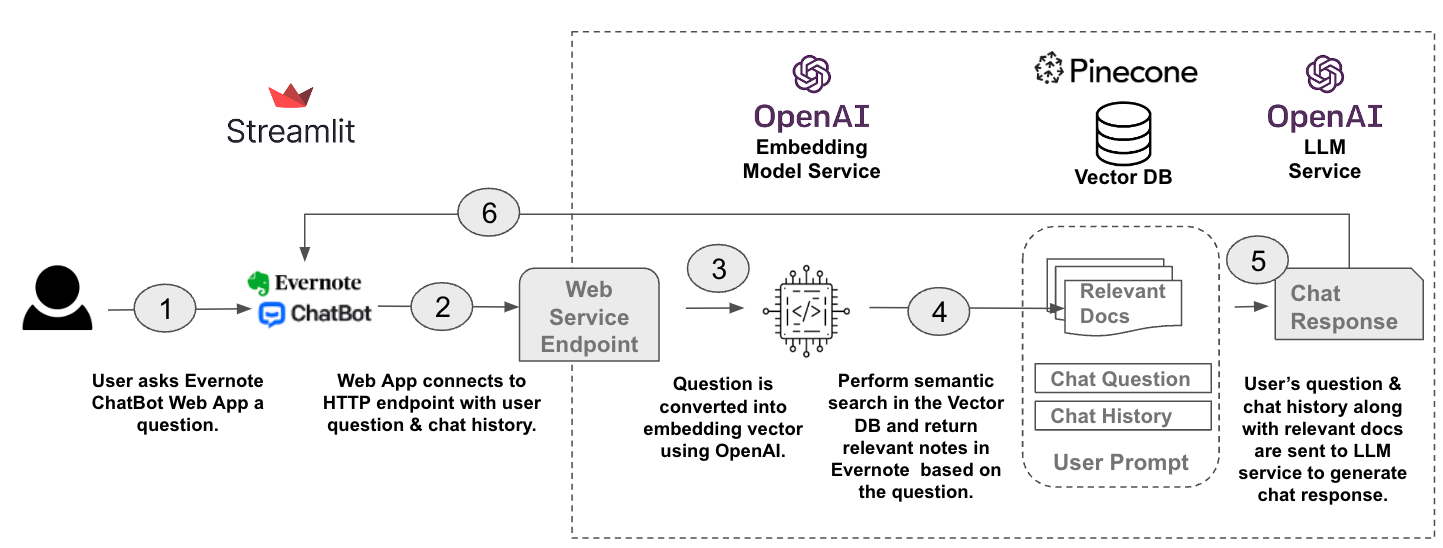 Streamlit
OpenAI
Embedding
Model Service
Pinecone
Vector DB
OpenAI
LLM
Service
6
1
Evernote
ChatBot
2
Web
Service
Endpoint
3
</>
4
Relevant
Docs
Chat Question
Chat History
User Prompt
5
Chat
Response
User asks Evernote
ChatBot Web App a
question.
Web App connects to
HTTP endpoint with user
question & chat history.
Question is
converted into
embedding vector
using OpenAI.
Perform semantic
search in the Vector
DB and return
relevant notes in
Evernote based on
the question.
User's question &
chat history along
with relevant docs
are sent to LLM
service to generate
chat response.